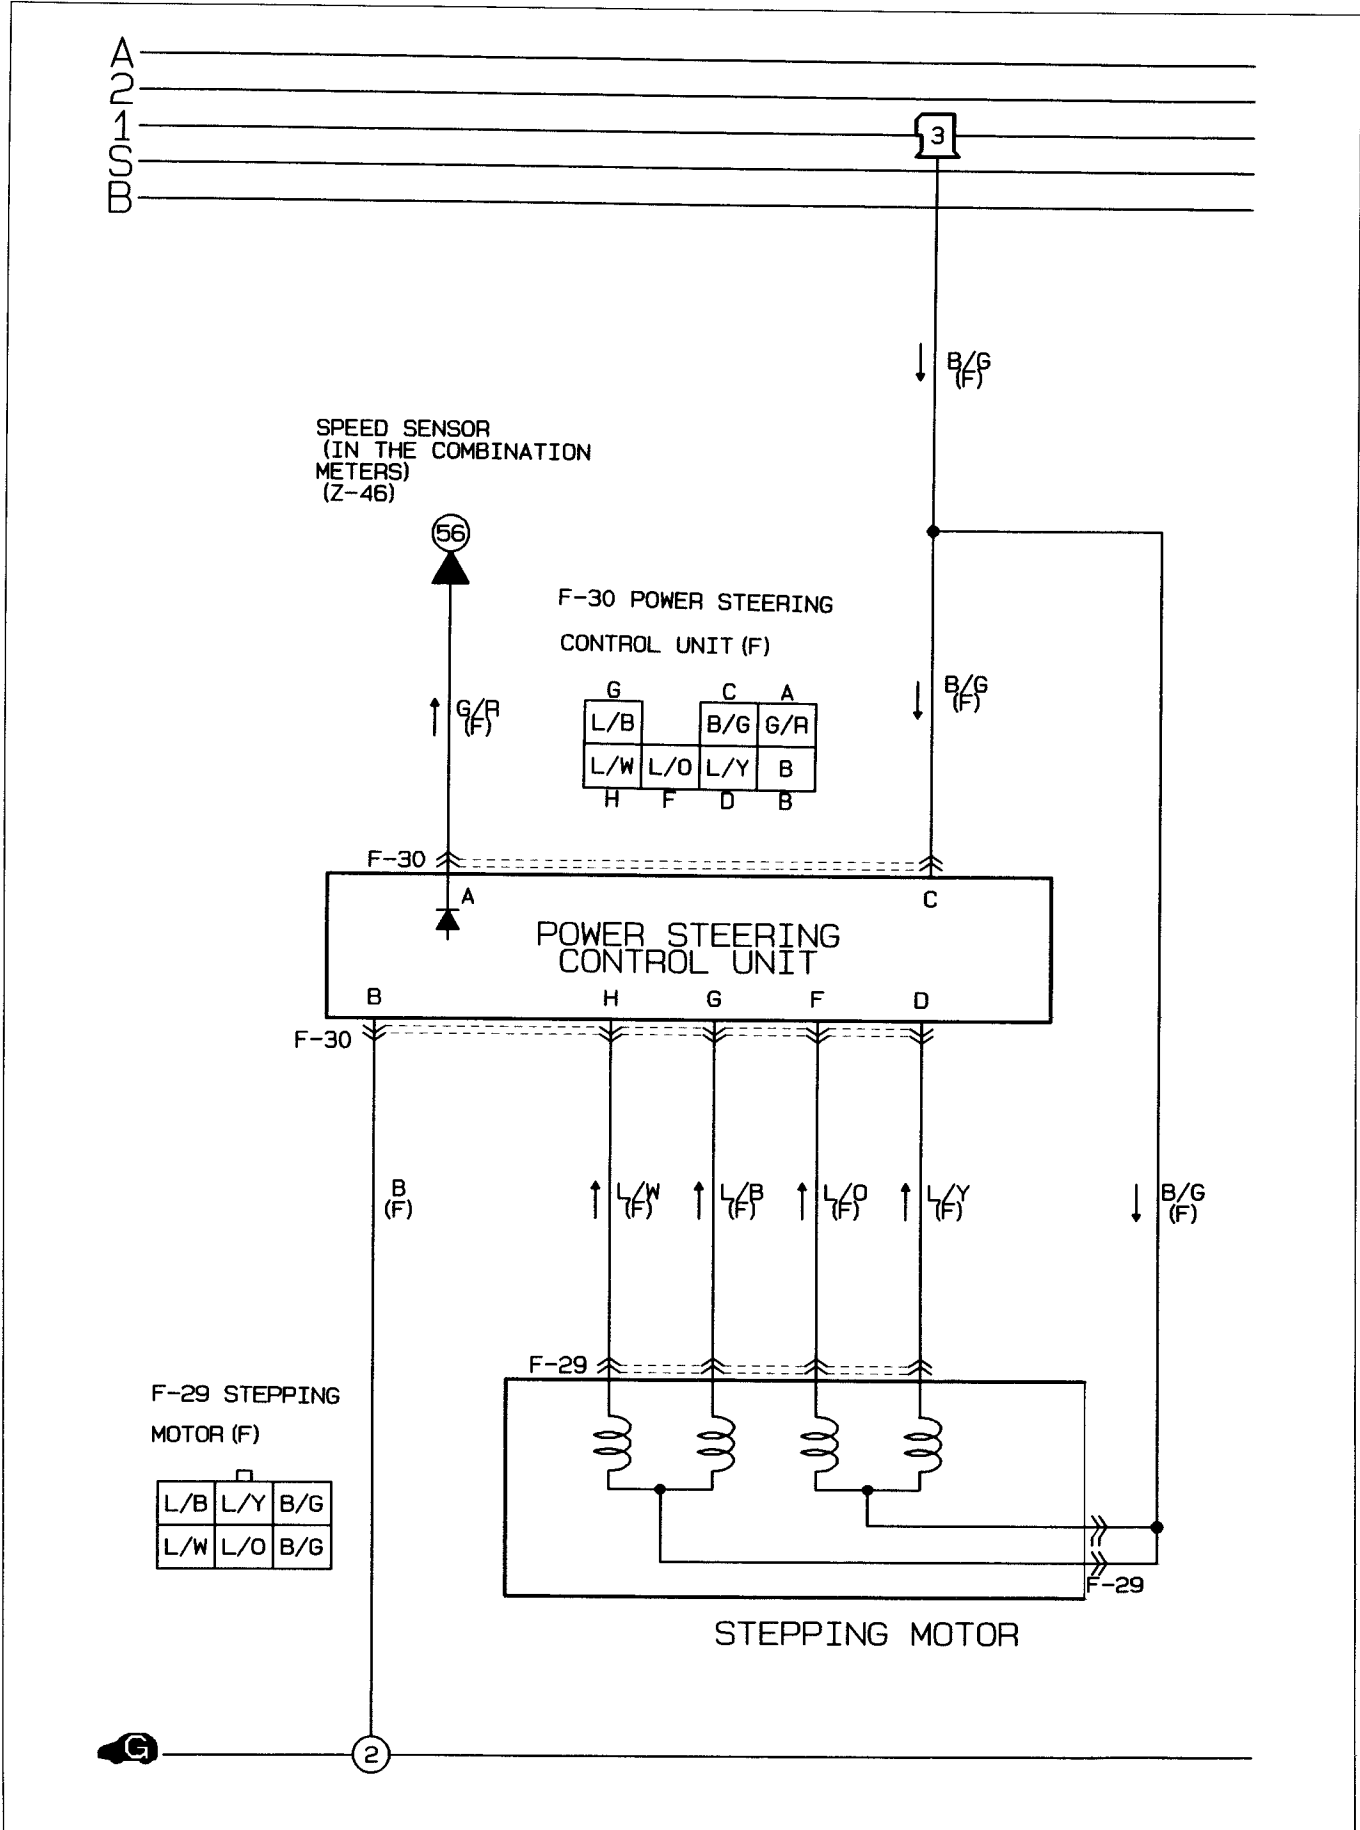 A
2
1
S
B
3
B/G
(F)
SPEED SENSOR
(IN THE COMBINATION
METERS)
(Z-46)
56
F-30 POWER STEERING
CONTROL UNIT (F)
G C A
L/B B/G G/R
L/W L/O L/Y B
H F D B
G/R
(F)
B/G
(F)
F-30
A C
POWER STEERING
CONTROL UNIT
B H G F D
F-30
B
(F)
L/W
(F)
L/B
(F)
L/O
(F)
L/Y
(F)
B/G
(F)
F-29
F-29 STEPPING
MOTOR (F)
L/B L/Y B/G
L/W L/O B/G
F-29
STEPPING MOTOR
G
2